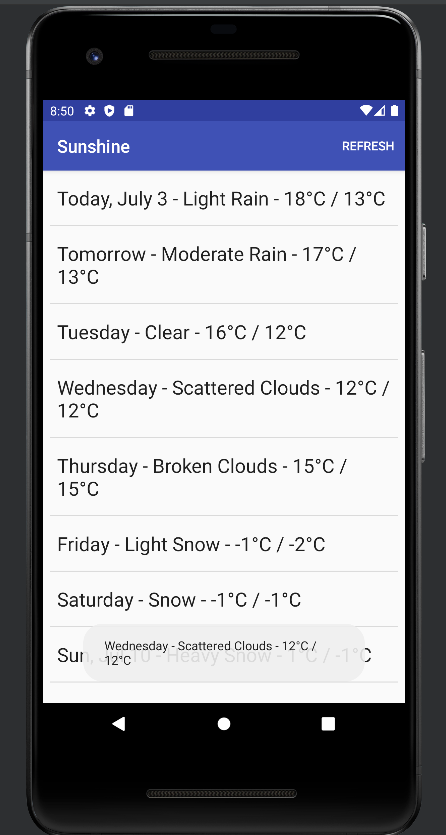 8:50
Sunshine
REFRESH
Today, July 3 - Light Rain - 18°C / 13°C
Tomorrow - Moderate Rain - 17°C /
13°C
Tuesday - Clear - 16°C / 12°C
Wednesday - Scattered Clouds - 12°C /
12°C
Thursday - Broken Clouds - 15°C /
15°C
Friday - Light Snow - -1°C / -2°C
Saturday - Snow - -1°C / -1°C
Wednesday - Scattered Clouds - 12°C /
12°C
Sun, Jul 10 - Heavy Snow - 1°C / -1°C